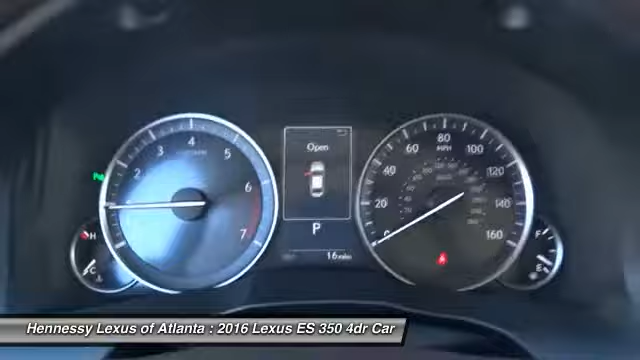 Open
1 2 3 4 5 6 7
0 20 40 60 80 100 120 140 160
MPH
H
C
F
E
P
16 miles
Hennessy Lexus of Atlanta : 2016 Lexus ES 350 4dr Car